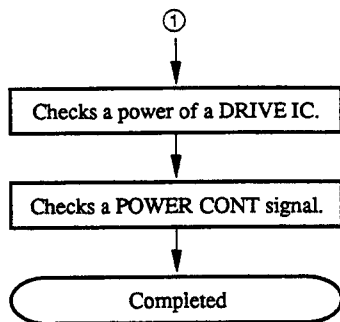 ①
Checks a power of a DRIVE IC.
Checks a POWER CONT signal.
Completed